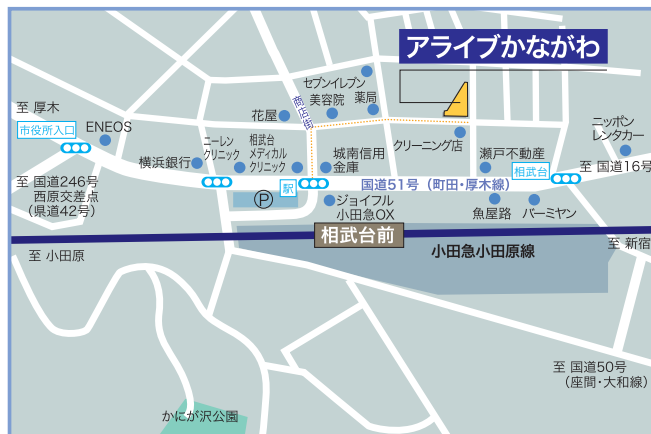 アライブかながわ
セブンイレブン
美容院
薬局
花屋
至 厚木
市役所入口
ENEOS
ニーレン
クリニック
相武台
メディカル
クリニック
横浜銀行
城南信用
金庫
クリーニング店
瀬戸不動産
相武台
ニッポン
レンタカー
至 国道16号
至 国道246号
西原交差点
（県道42号）
P
駅
国道51号（町田・厚木線）
ジョイフル
小田急OX
魚屋路
バーミヤン
相武台前
小田急小田原線
至 小田原
至 新宿
至 国道50号
（座間・大和線）
かにが沢公園